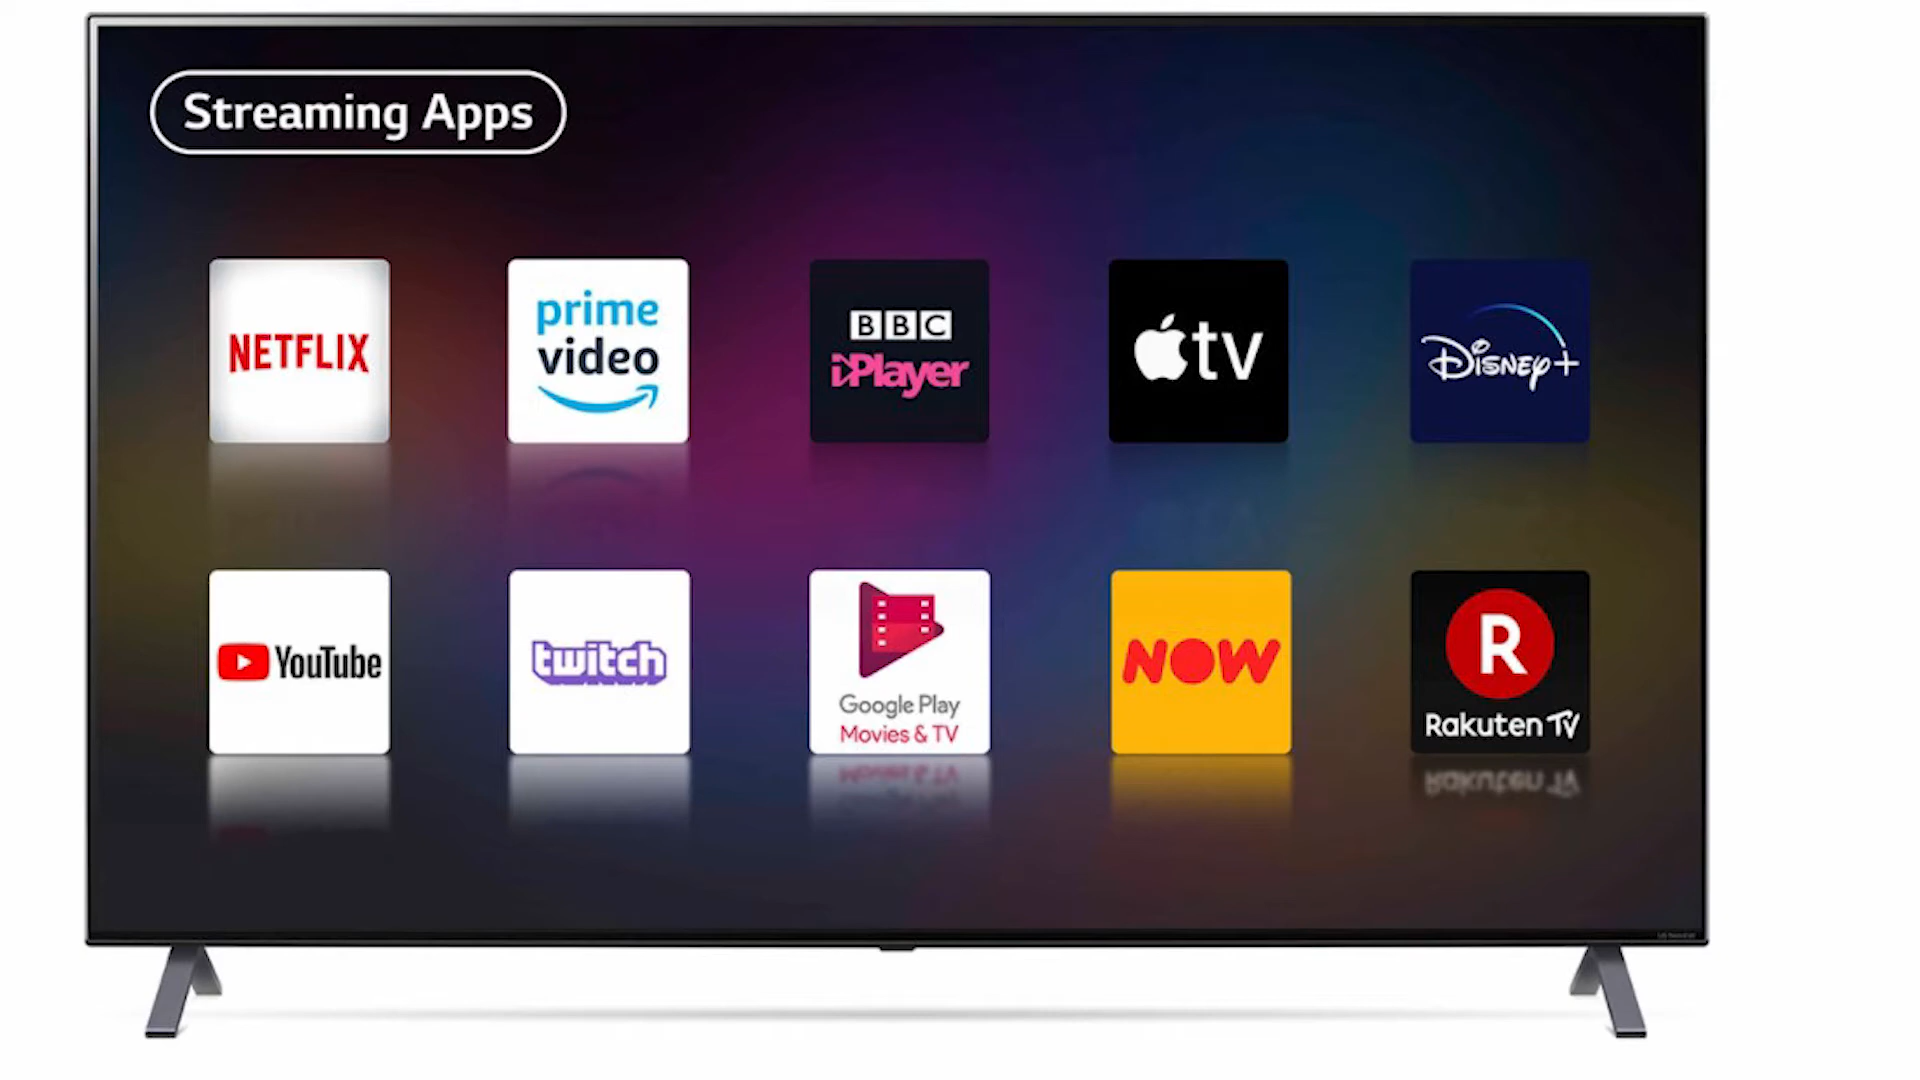 Streaming Apps
NETFLIX
prime
video
BBC
iPlayer
tv
Disney+
YouTube
twitch
Google Play
Movies & TV
NOW
R
Rakuten TV